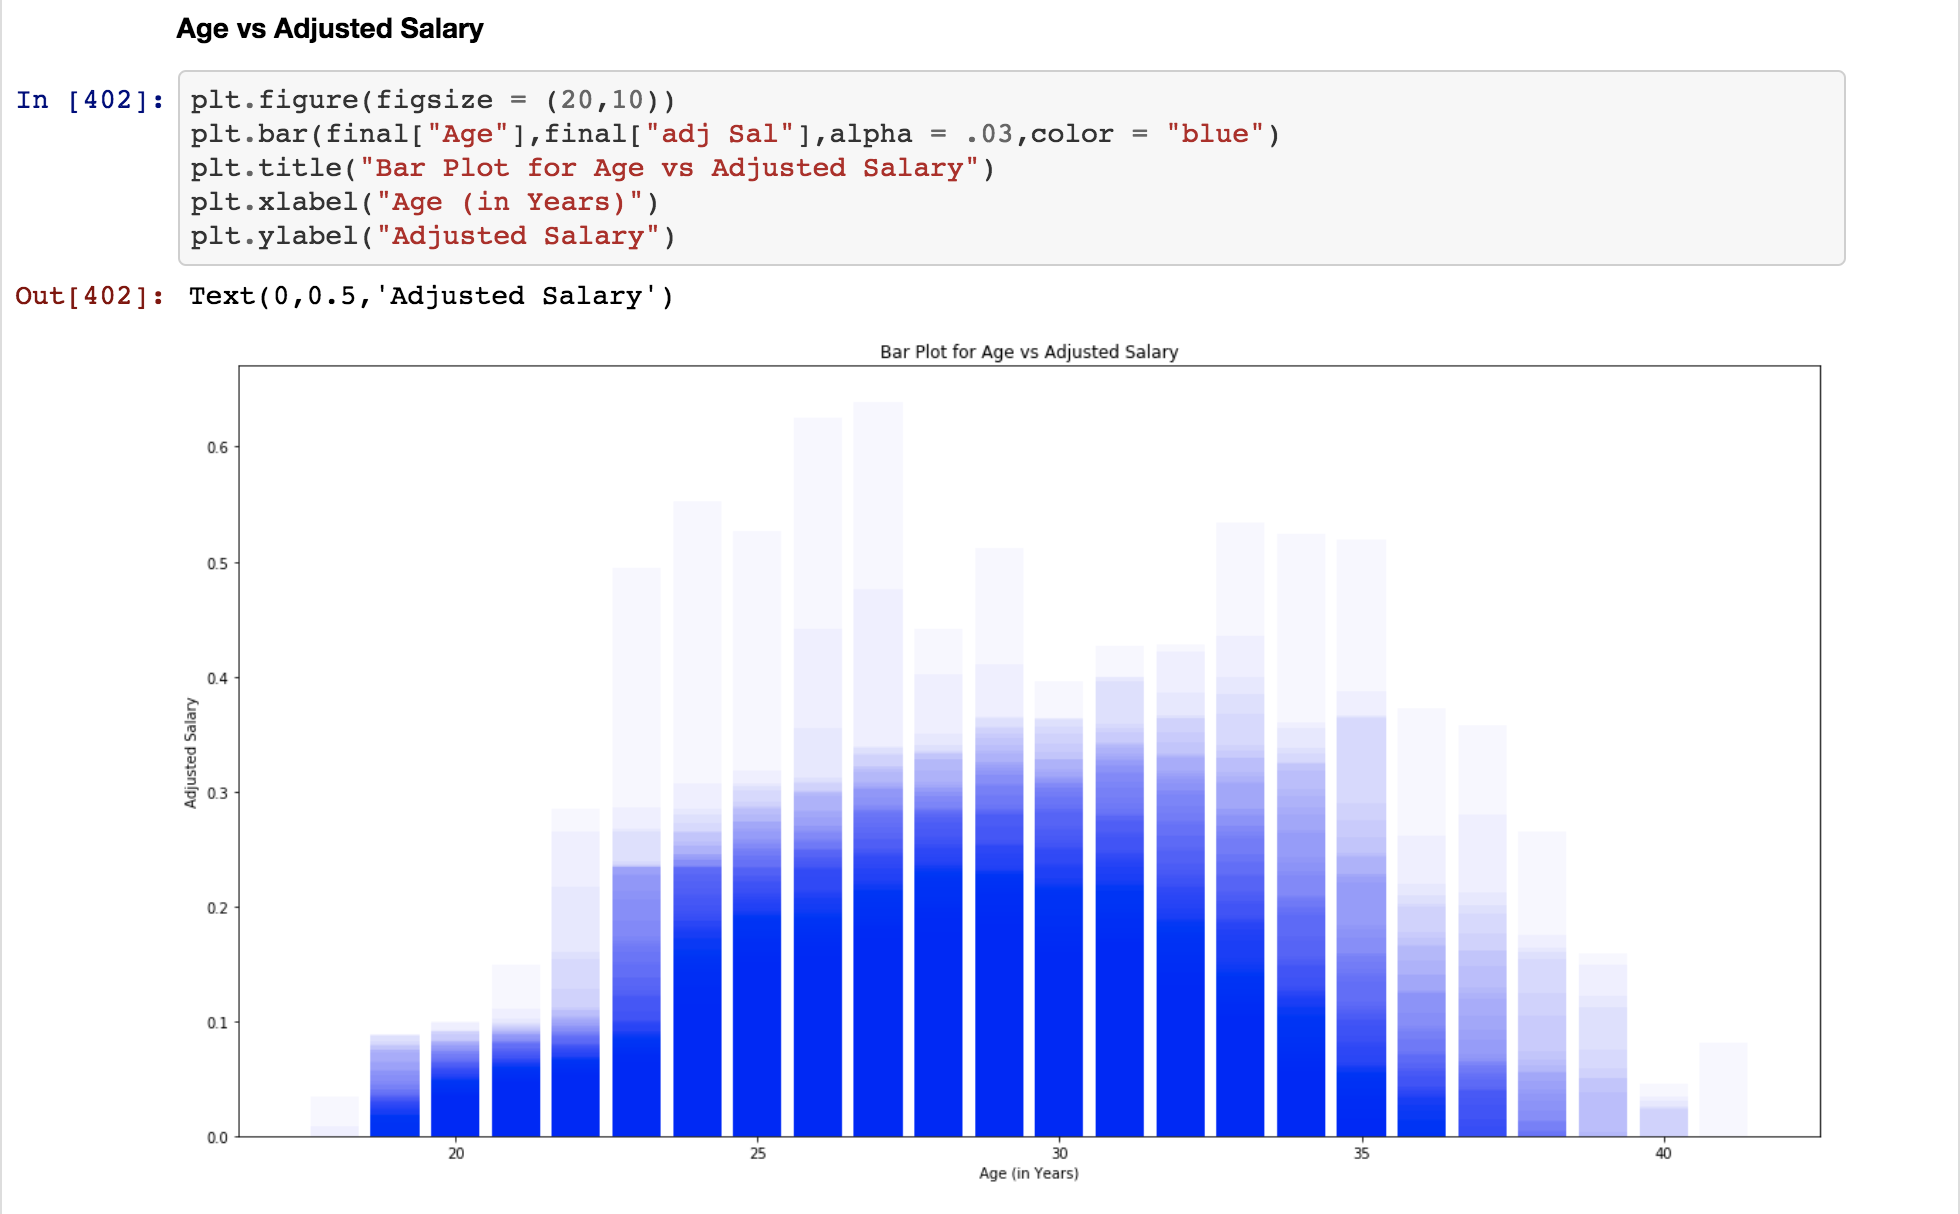 Age vs Adjusted Salary
In [402]:
plt.figure(figsize = (20,10))
plt.bar(final["Age"],final["adj Sal"],alpha = .03,color = "blue")
plt.title("Bar Plot for Age vs Adjusted Salary")
plt.xlabel("Age (in Years)")
plt.ylabel("Adjusted Salary")
Out[402]: Text(0,0.5,'Adjusted Salary')
Bar Plot for Age vs Adjusted Salary
Adjusted Salary
0.6
0.5
0.4
0.3
0.2
0.1
0.0
20 25 30 35 40
Age (in Years)